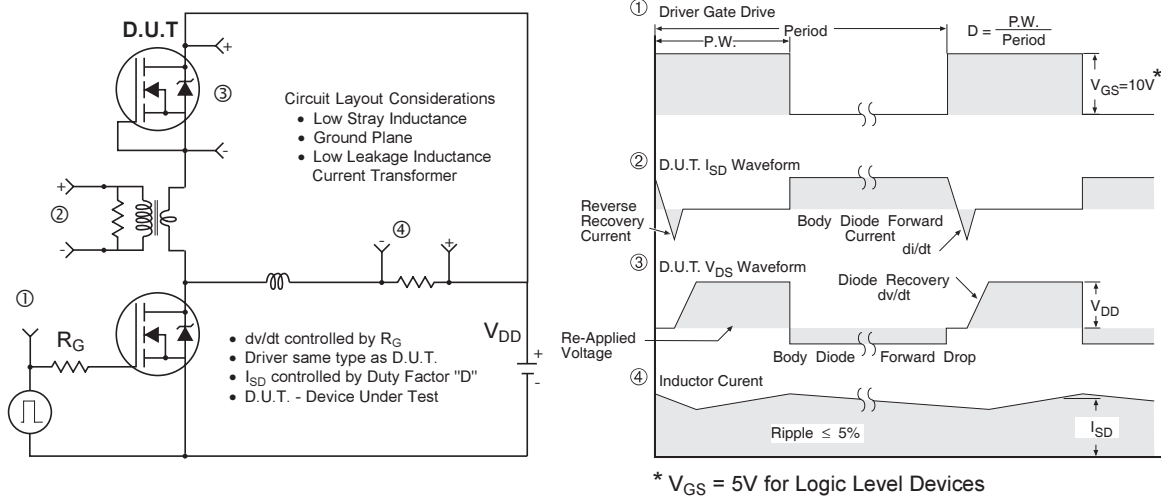 D.U.T
+
③
-
Circuit Layout Considerations
• Low Stray Inductance
• Ground Plane
• Low Leakage Inductance
Current Transformer
+
②
-
④
-
+
①
R_G
V_DD
+
-
• dv/dt controlled by R_G
• Driver same type as D.U.T.
• I_SD controlled by Duty Factor "D"
• D.U.T. - Device Under Test
① Driver Gate Drive
Period
P.W.
D = P.W.
Period
V_GS=10V*
② D.U.T. I_SD Waveform
Reverse
Recovery
Current
Body Diode Forward
Current
di/dt
③ D.U.T. V_DS Waveform
Diode Recovery
dv/dt
V_DD
Re-Applied
Voltage
Body Diode Forward Drop
④ Inductor Curent
I_SD
Ripple ≤ 5%
* V_GS = 5V for Logic Level Devices